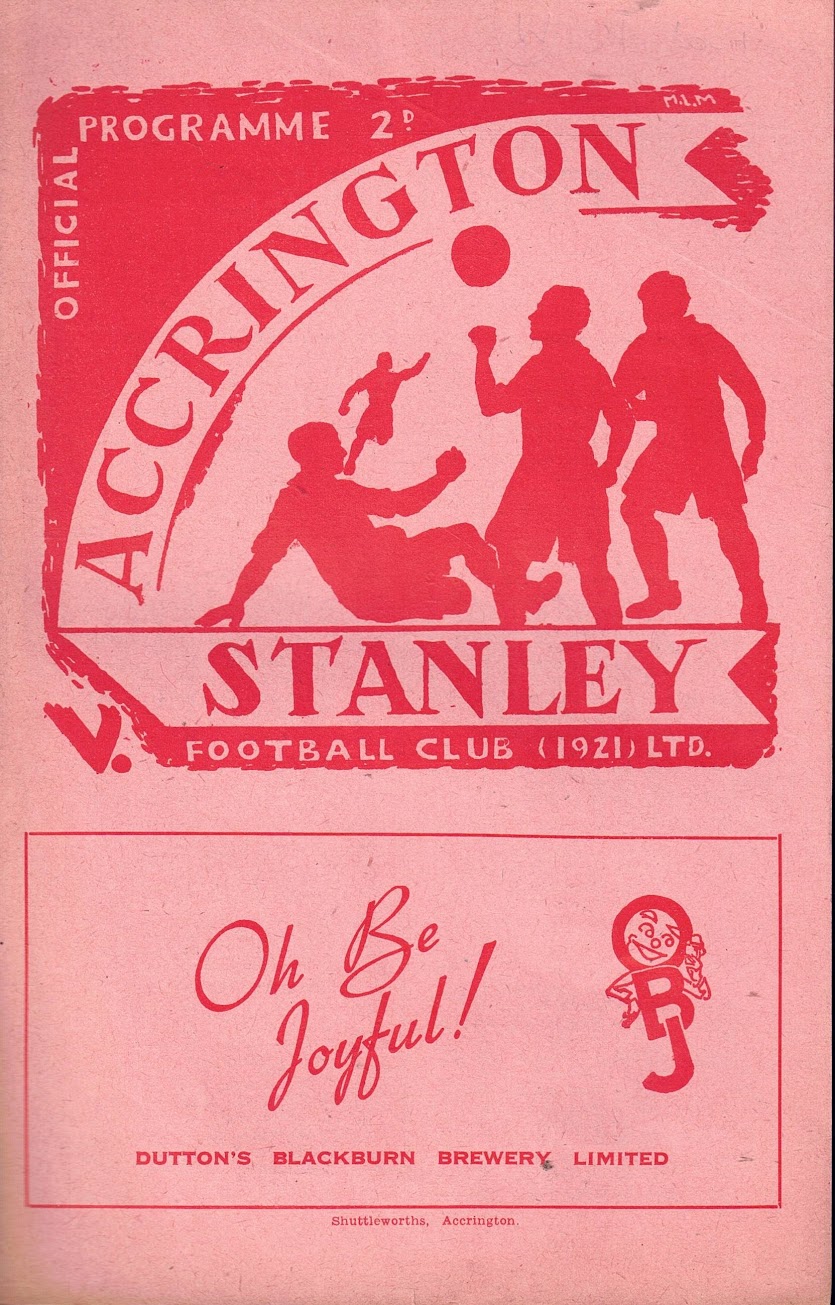 M.L.M
OFFICIAL
PROGRAMME 2D.
ACCRINGTON
STANLEY
V.
FOOTBALL CLUB (1921) LTD.
Oh Be
Joyful!
OBJ
DUTTON'S BLACKBURN BREWERY LIMITED
Shuttleworths, Accrington.